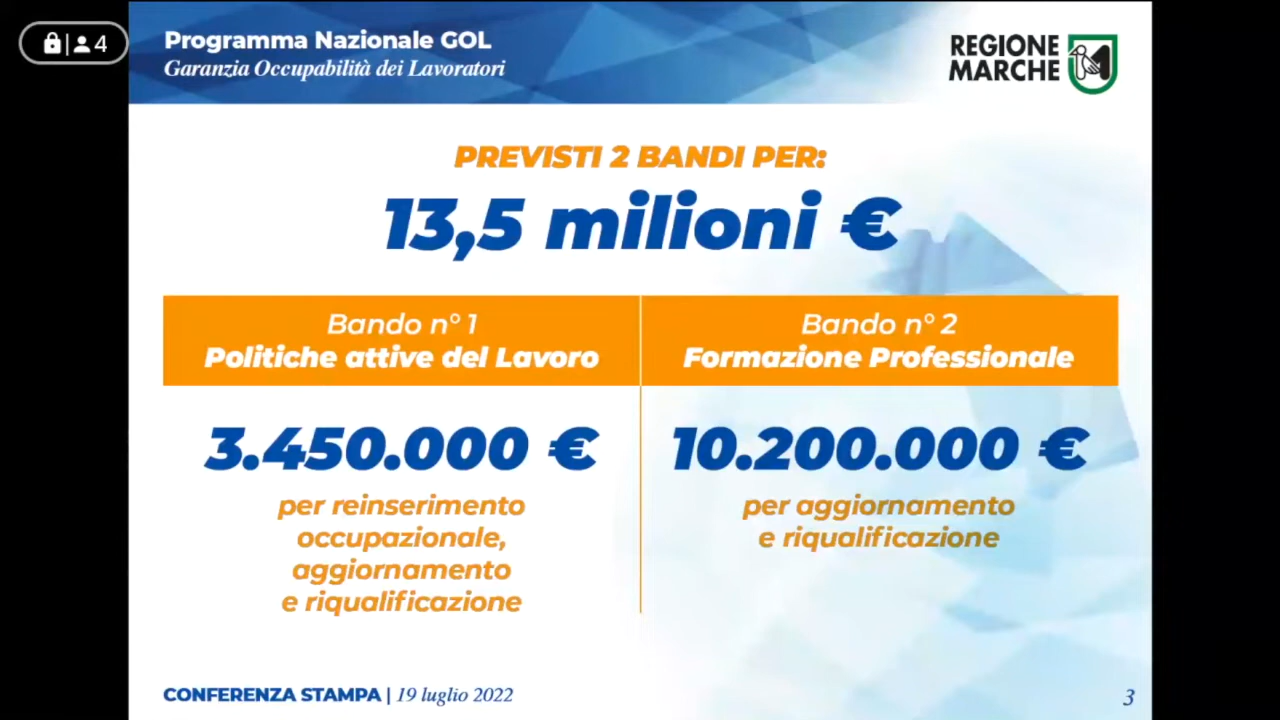 4
Programma Nazionale GOL
Garanzia Occupabilità dei Lavoratori
REGIONE
MARCHE
PREVISTI 2 BANDI PER:
13,5 milioni €
Bando n° 1
Politiche attive del Lavoro
Bando n° 2
Formazione Professionale
3.450.000 €
per reinserimento
occupazionale,
aggiornamento
e riqualificazione
10.200.000 €
per aggiornamento
e riqualificazione
CONFERENZA STAMPA | 19 luglio 2022
3